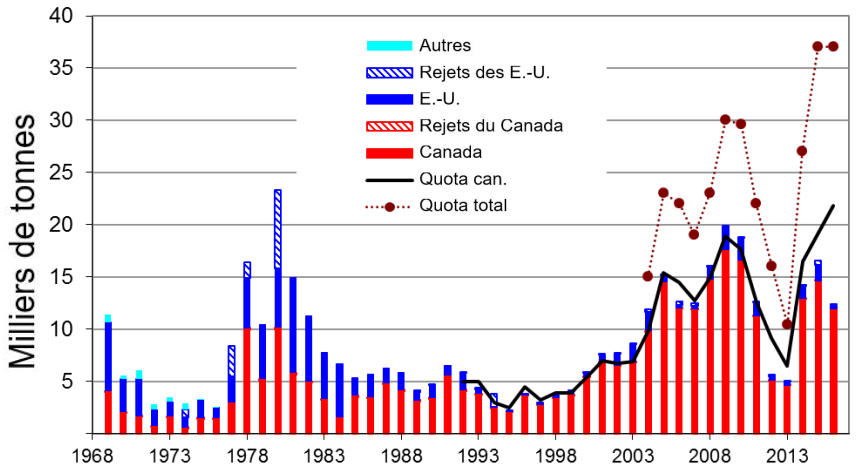 Milliers de tonnes
40
35
30
25
20
15
10
5
Autres
Rejets des E.-U.
E.-U.
Rejets du Canada
Canada
Quota can.
Quota total
1968 1973 1978 1983 1988 1993 1998 2003 2008 2013